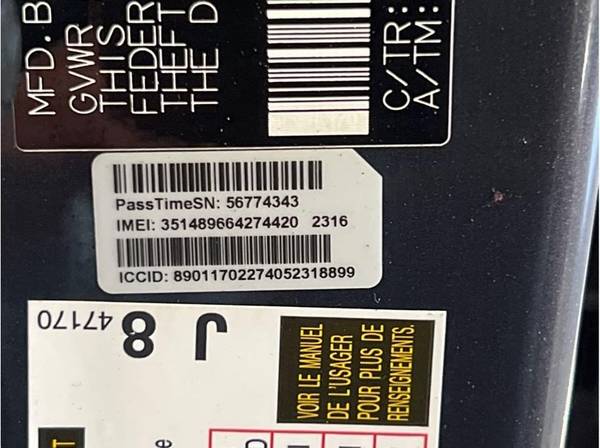 MFD. B
GVWR
THIS
FEDER
THEFT
THE D
C/TR:
A/TM:
PassTimeSN: 56774343
IMEI: 351489664274420 2316
ICCID: 89011702274052318899
J 8 47170
VOIR LE MANUEL
DE L'USAGER
POUR PLUS DE
RENSEIGNEMENTS.